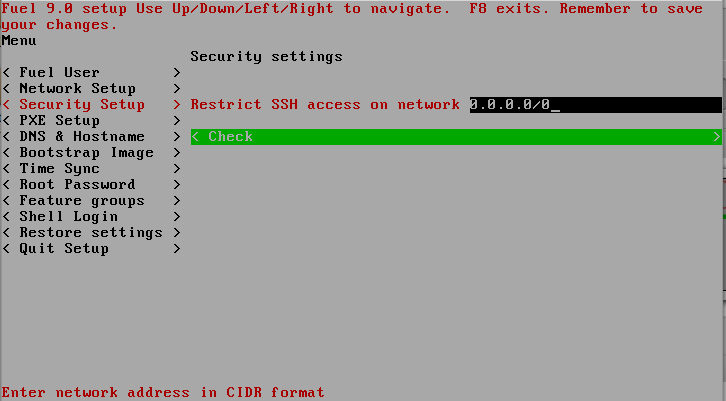 Fuel 9.0 setup Use Up/Down/Left/Right to navigate.  F8 exits. Remember to save
your changes.
Menu
Security settings
< Fuel User >
< Network Setup >
< Security Setup > Restrict SSH access on network 0.0.0.0/0_
< PXE Setup >
< DNS & Hostname > < Check >
< Bootstrap Image >
< Time Sync >
< Root Password >
< Feature groups >
< Shell Login >
< Restore settings >
< Quit Setup >
Enter network address in CIDR format